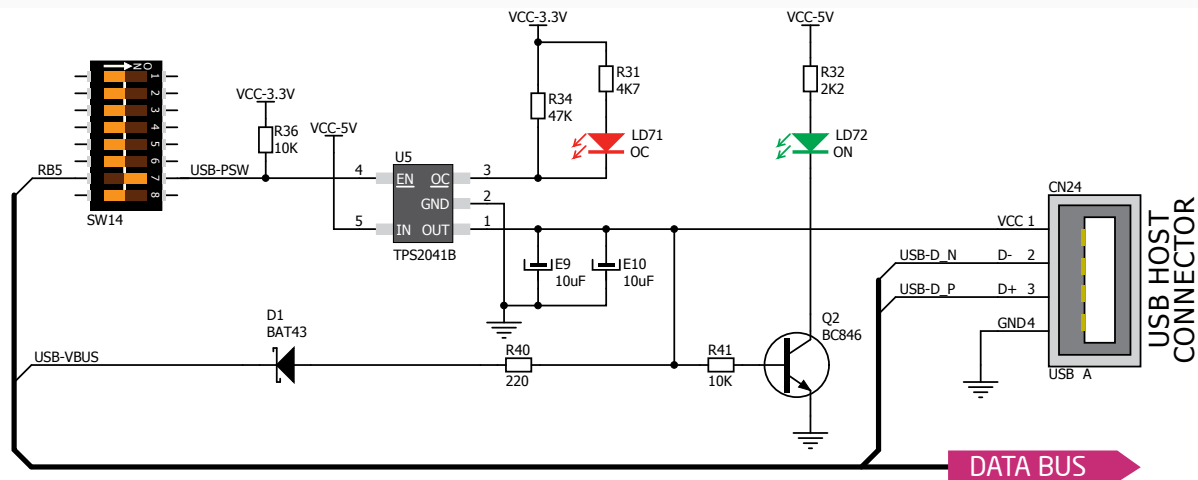 VCC-3.3V
VCC-5V
O N
1
2
3
4
5
6
7
8
SW14
RB5
USB-PSW
VCC-3.3V
R36
10K
VCC-5V
R34
47K
R31
4K7
LD71
OC
R32
2K2
LD72
ON
U5
4 EN OC 3
GND 2
5 IN OUT 1
TPS2041B
E9
10uF
E10
10uF
D1
BAT43
USB-VBUS
R40
220
R41
10K
Q2
BC846
CN24
VCC 1
USB-D_N D- 2
USB-D_P D+ 3
GND 4
USB A
USB HOST
CONNECTOR
DATA BUS